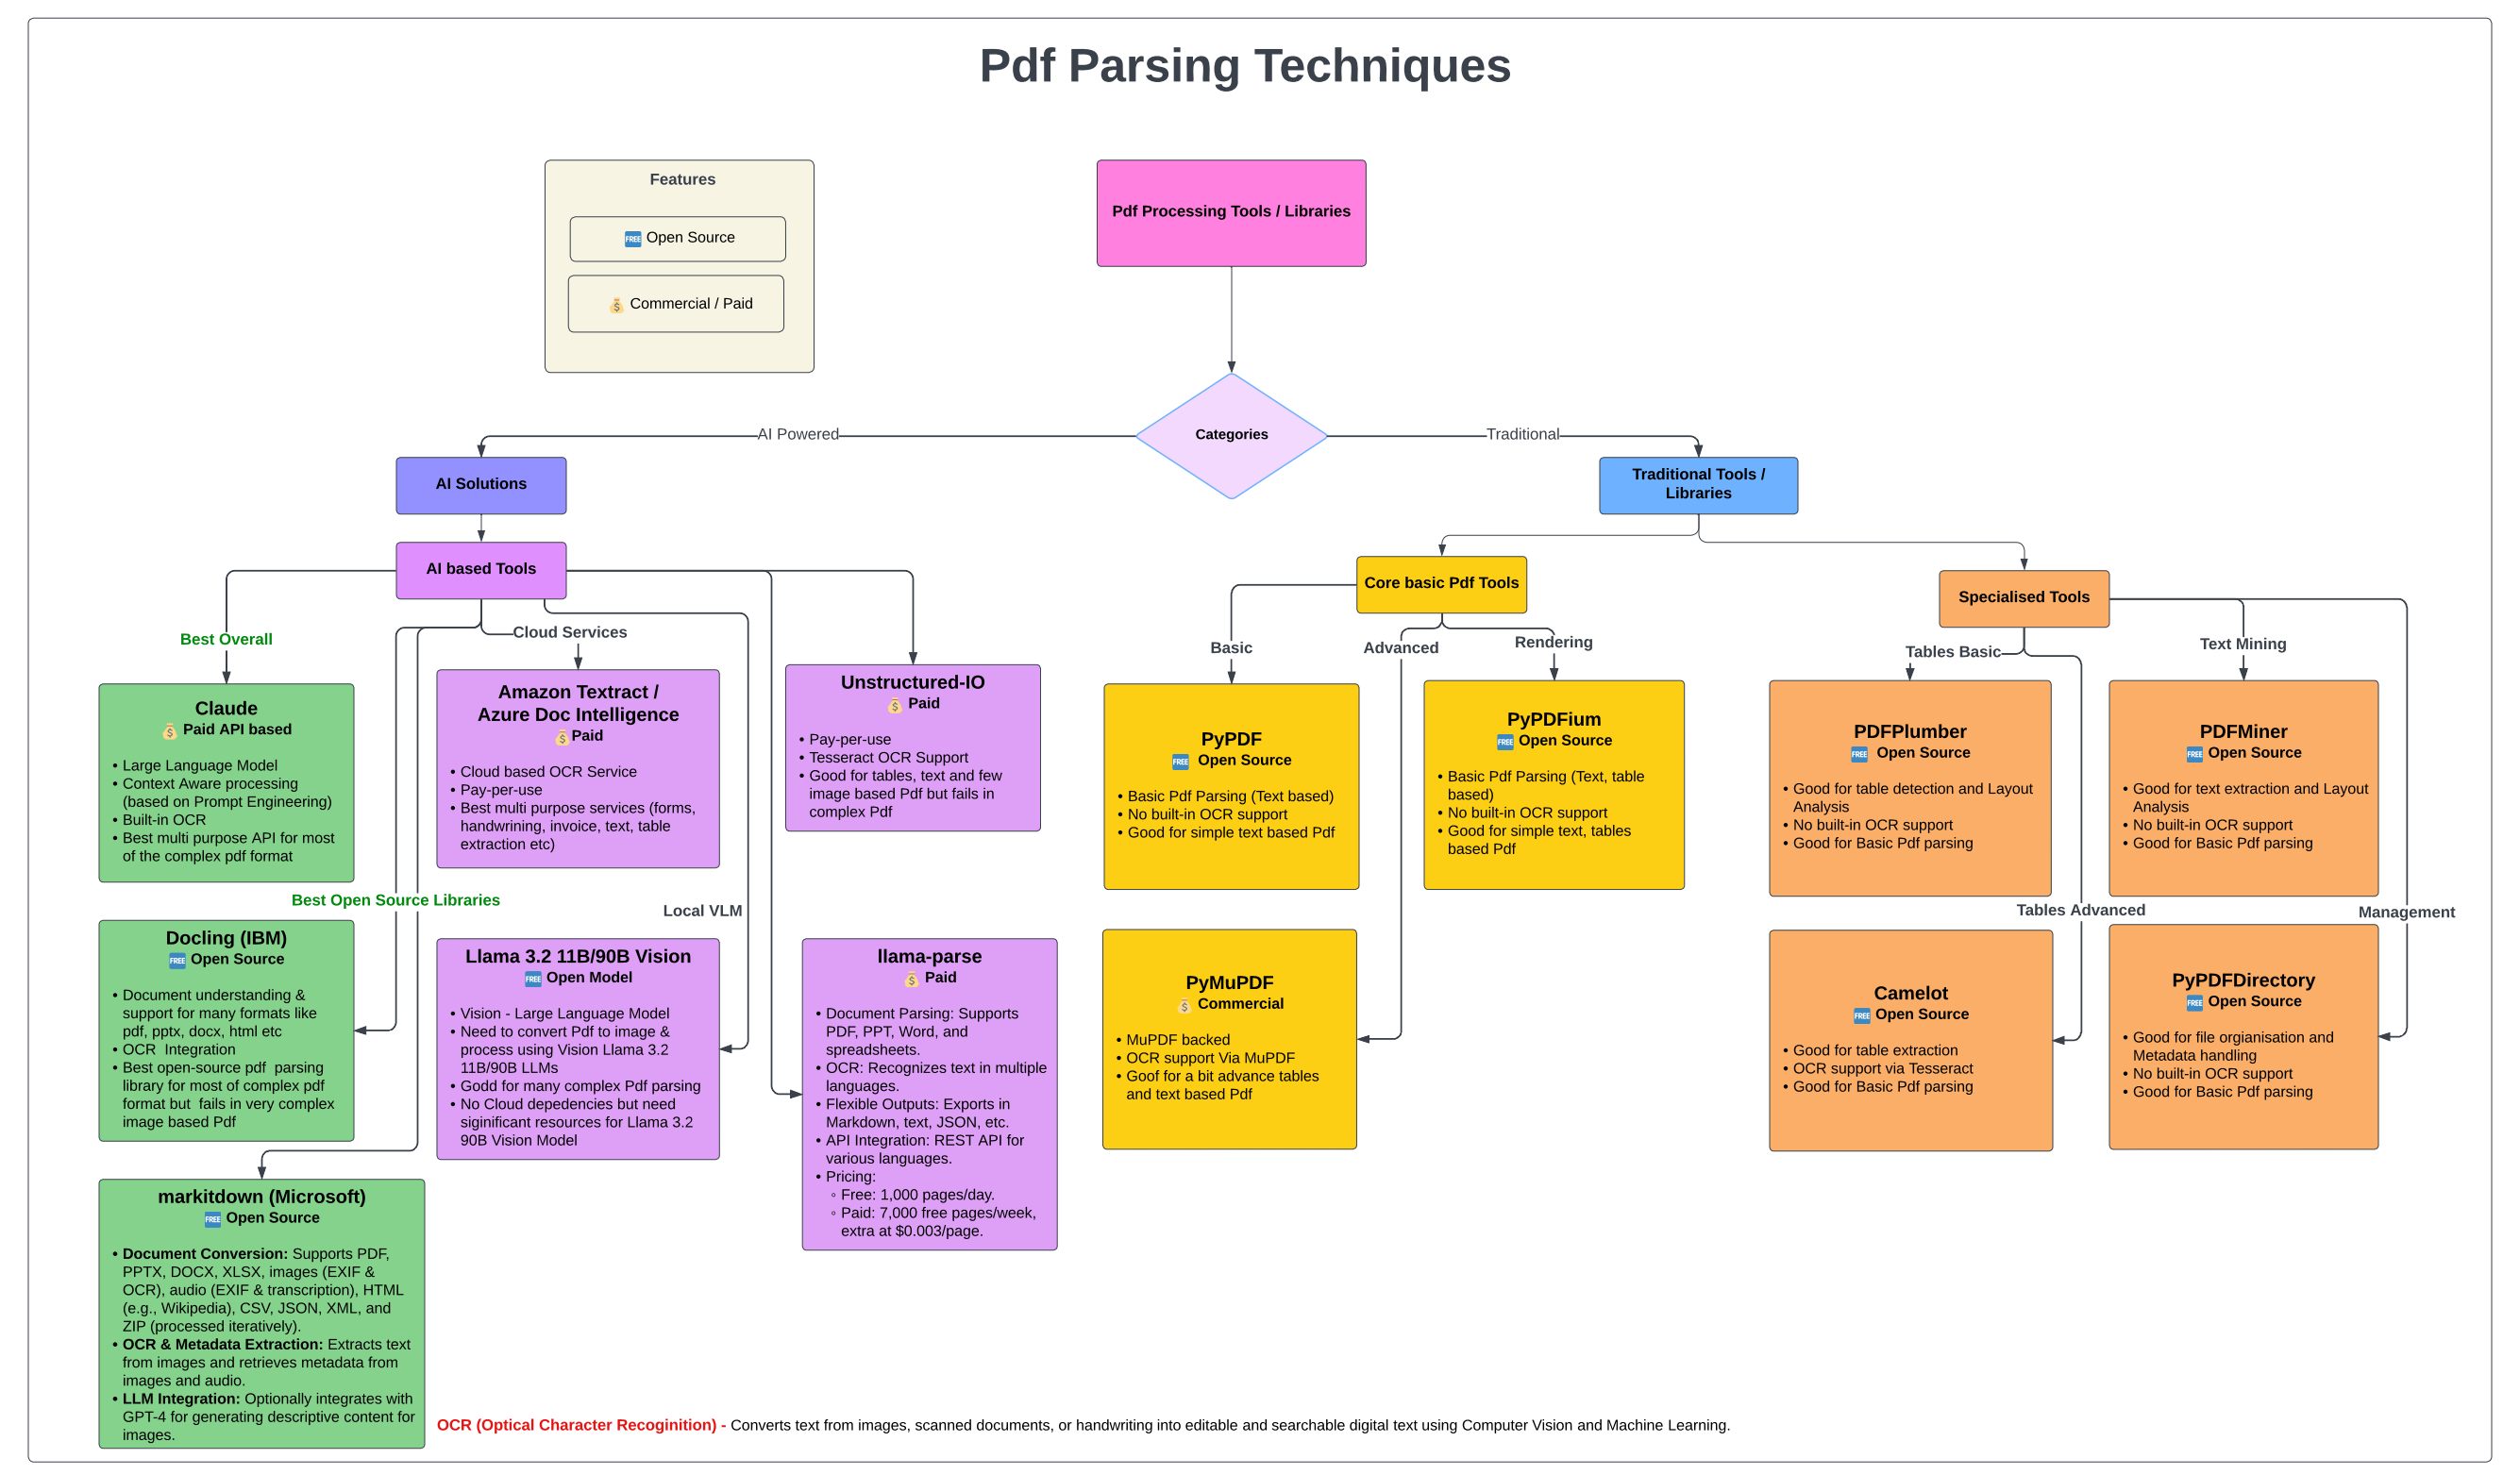 Pdf Parsing Techniques
Features
🆓 Open Source
💰 Commercial / Paid
Pdf Processing Tools / Libraries
Categories
AI Powered
Traditional
AI Solutions
Traditional Tools /
Libraries
AI based Tools
Core basic Pdf Tools
Specialised Tools
Best Overall
Cloud Services
Basic
Advanced
Rendering
Tables Basic
Text Mining
Claude
💰 Paid API based
• Large Language Model
• Context Aware processing
(based on Prompt Engineering)
• Built-in OCR
• Best multi purpose API for most
of the complex pdf format
Amazon Textract /
Azure Doc Intelligence
💰Paid
• Cloud based OCR Service
• Pay-per-use
• Best multi purpose services (forms,
handwrining, invoice, text, table
extraction etc)
Unstructured-IO
💰 Paid
• Pay-per-use
• Tesseract OCR Support
• Good for tables, text and few
image based Pdf but fails in
complex Pdf
PyPDF
🆓 Open Source
• Basic Pdf Parsing (Text based)
• No built-in OCR support
• Good for simple text based Pdf
PyPDFium
🆓 Open Source
• Basic Pdf Parsing (Text, table
based)
• No built-in OCR support
• Good for simple text, tables
based Pdf
PDFPlumber
🆓 Open Source
• Good for table detection and Layout
Analysis
• No built-in OCR support
• Good for Basic Pdf parsing
PDFMiner
🆓 Open Source
• Good for text extraction and Layout
Analysis
• No built-in OCR support
• Good for Basic Pdf parsing
Best Open Source Libraries
Local VLM
Tables Advanced
Management
Docling (IBM)
🆓 Open Source
• Document understanding &
support for many formats like
pdf, pptx, docx, html etc
• OCR  Integration
• Best open-source pdf  parsing
library for most of complex pdf
format but  fails in very complex
image based Pdf
Llama 3.2 11B/90B Vision
🆓 Open Model
• Vision - Large Language Model
• Need to convert Pdf to image &
process using Vision Llama 3.2
11B/90B LLMs
• Godd for many complex Pdf parsing
• No Cloud depedencies but need
siginificant resources for Llama 3.2
90B Vision Model
llama-parse
💰 Paid
• Document Parsing: Supports
PDF, PPT, Word, and
spreadsheets.
• OCR: Recognizes text in multiple
languages.
• Flexible Outputs: Exports in
Markdown, text, JSON, etc.
• API Integration: REST API for
various languages.
• Pricing:
◦ Free: 1,000 pages/day.
◦ Paid: 7,000 free pages/week,
extra at $0.003/page.
PyMuPDF
💰 Commercial
• MuPDF backed
• OCR support Via MuPDF
• Goof for a bit advance tables
and text based Pdf
Camelot
🆓 Open Source
• Good for table extraction
• OCR support via Tesseract
• Good for Basic Pdf parsing
PyPDFDirectory
🆓 Open Source
• Good for file orgianisation and
Metadata handling
• No built-in OCR support
• Good for Basic Pdf parsing
markitdown (Microsoft)
🆓 Open Source
• Document Conversion: Supports PDF,
PPTX, DOCX, XLSX, images (EXIF &
OCR), audio (EXIF & transcription), HTML
(e.g., Wikipedia), CSV, JSON, XML, and
ZIP (processed iteratively).
• OCR & Metadata Extraction: Extracts text
from images and retrieves metadata from
images and audio.
• LLM Integration: Optionally integrates with
GPT-4 for generating descriptive content for
images.
OCR (Optical Character Recoginition) - Converts text from images, scanned documents, or handwriting into editable and searchable digital text using Computer Vision and Machine Learning.